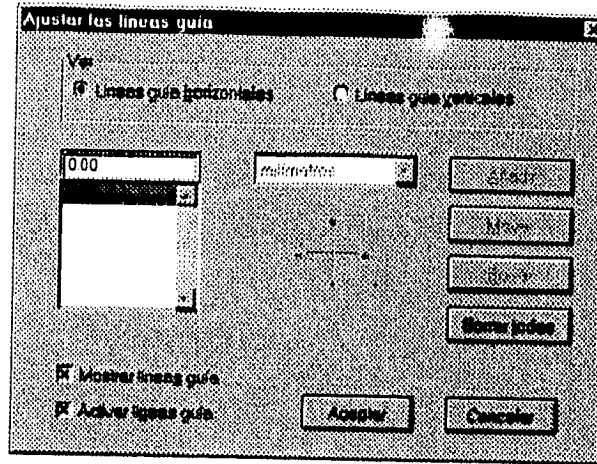 Ajustar las líneas guía
Ver
Líneas guía horizontales
Líneas guía verticales
0.00
milímetros
Añadir
Mover
Borrar
Borrar todas
Mostrar líneas guía
Activar líneas guía
Aceptar
Cancelar